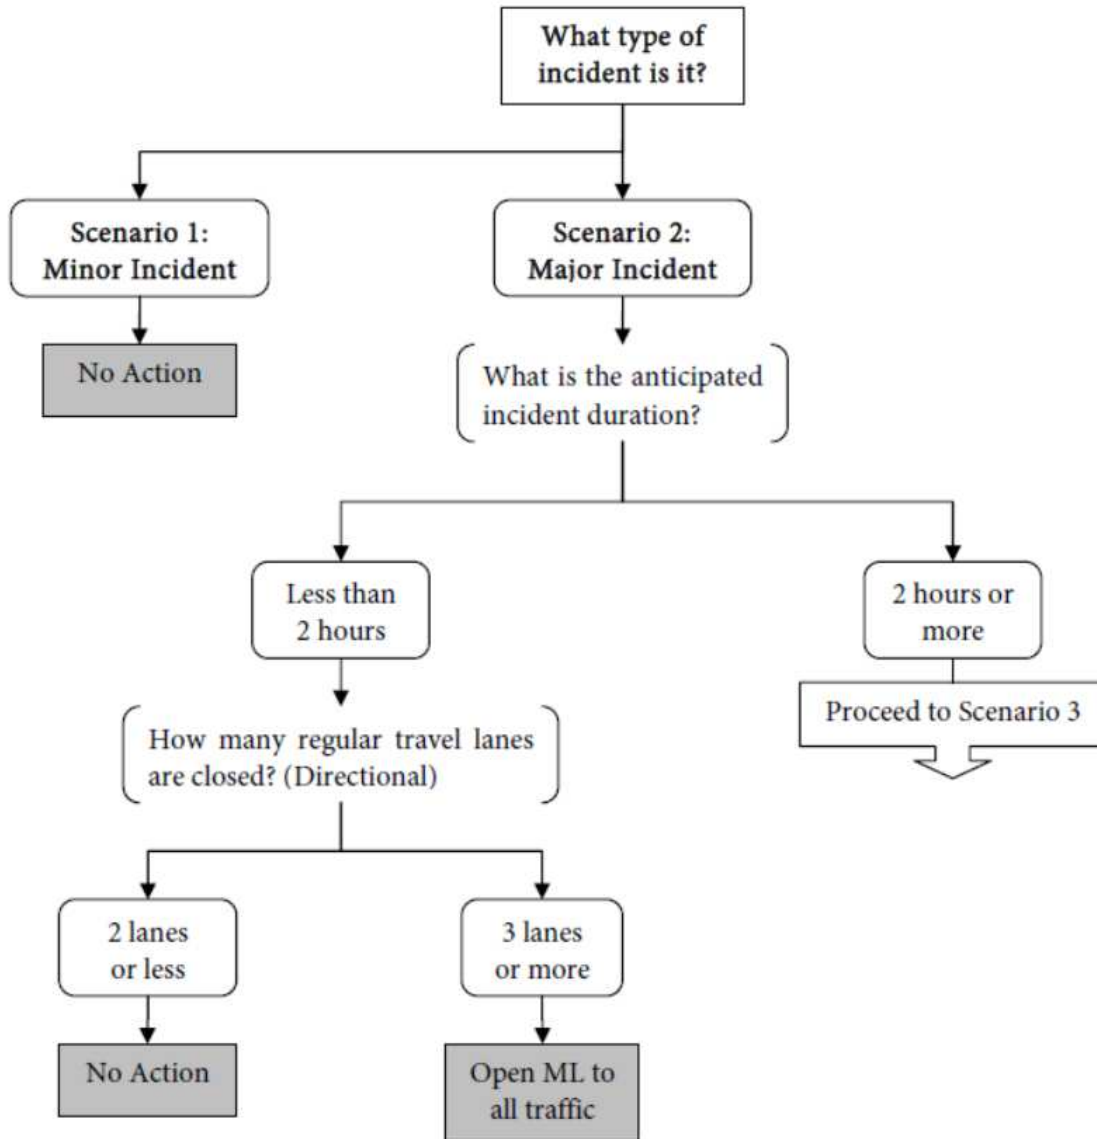 What type of
incident is it?
Scenario 1:
Minor Incident
Scenario 2:
Major Incident
No Action
What is the anticipated
incident duration?
Less than
2 hours
2 hours or
more
Proceed to Scenario 3
How many regular travel lanes
are closed? (Directional)
2 lanes
or less
3 lanes
or more
No Action
Open ML to
all traffic